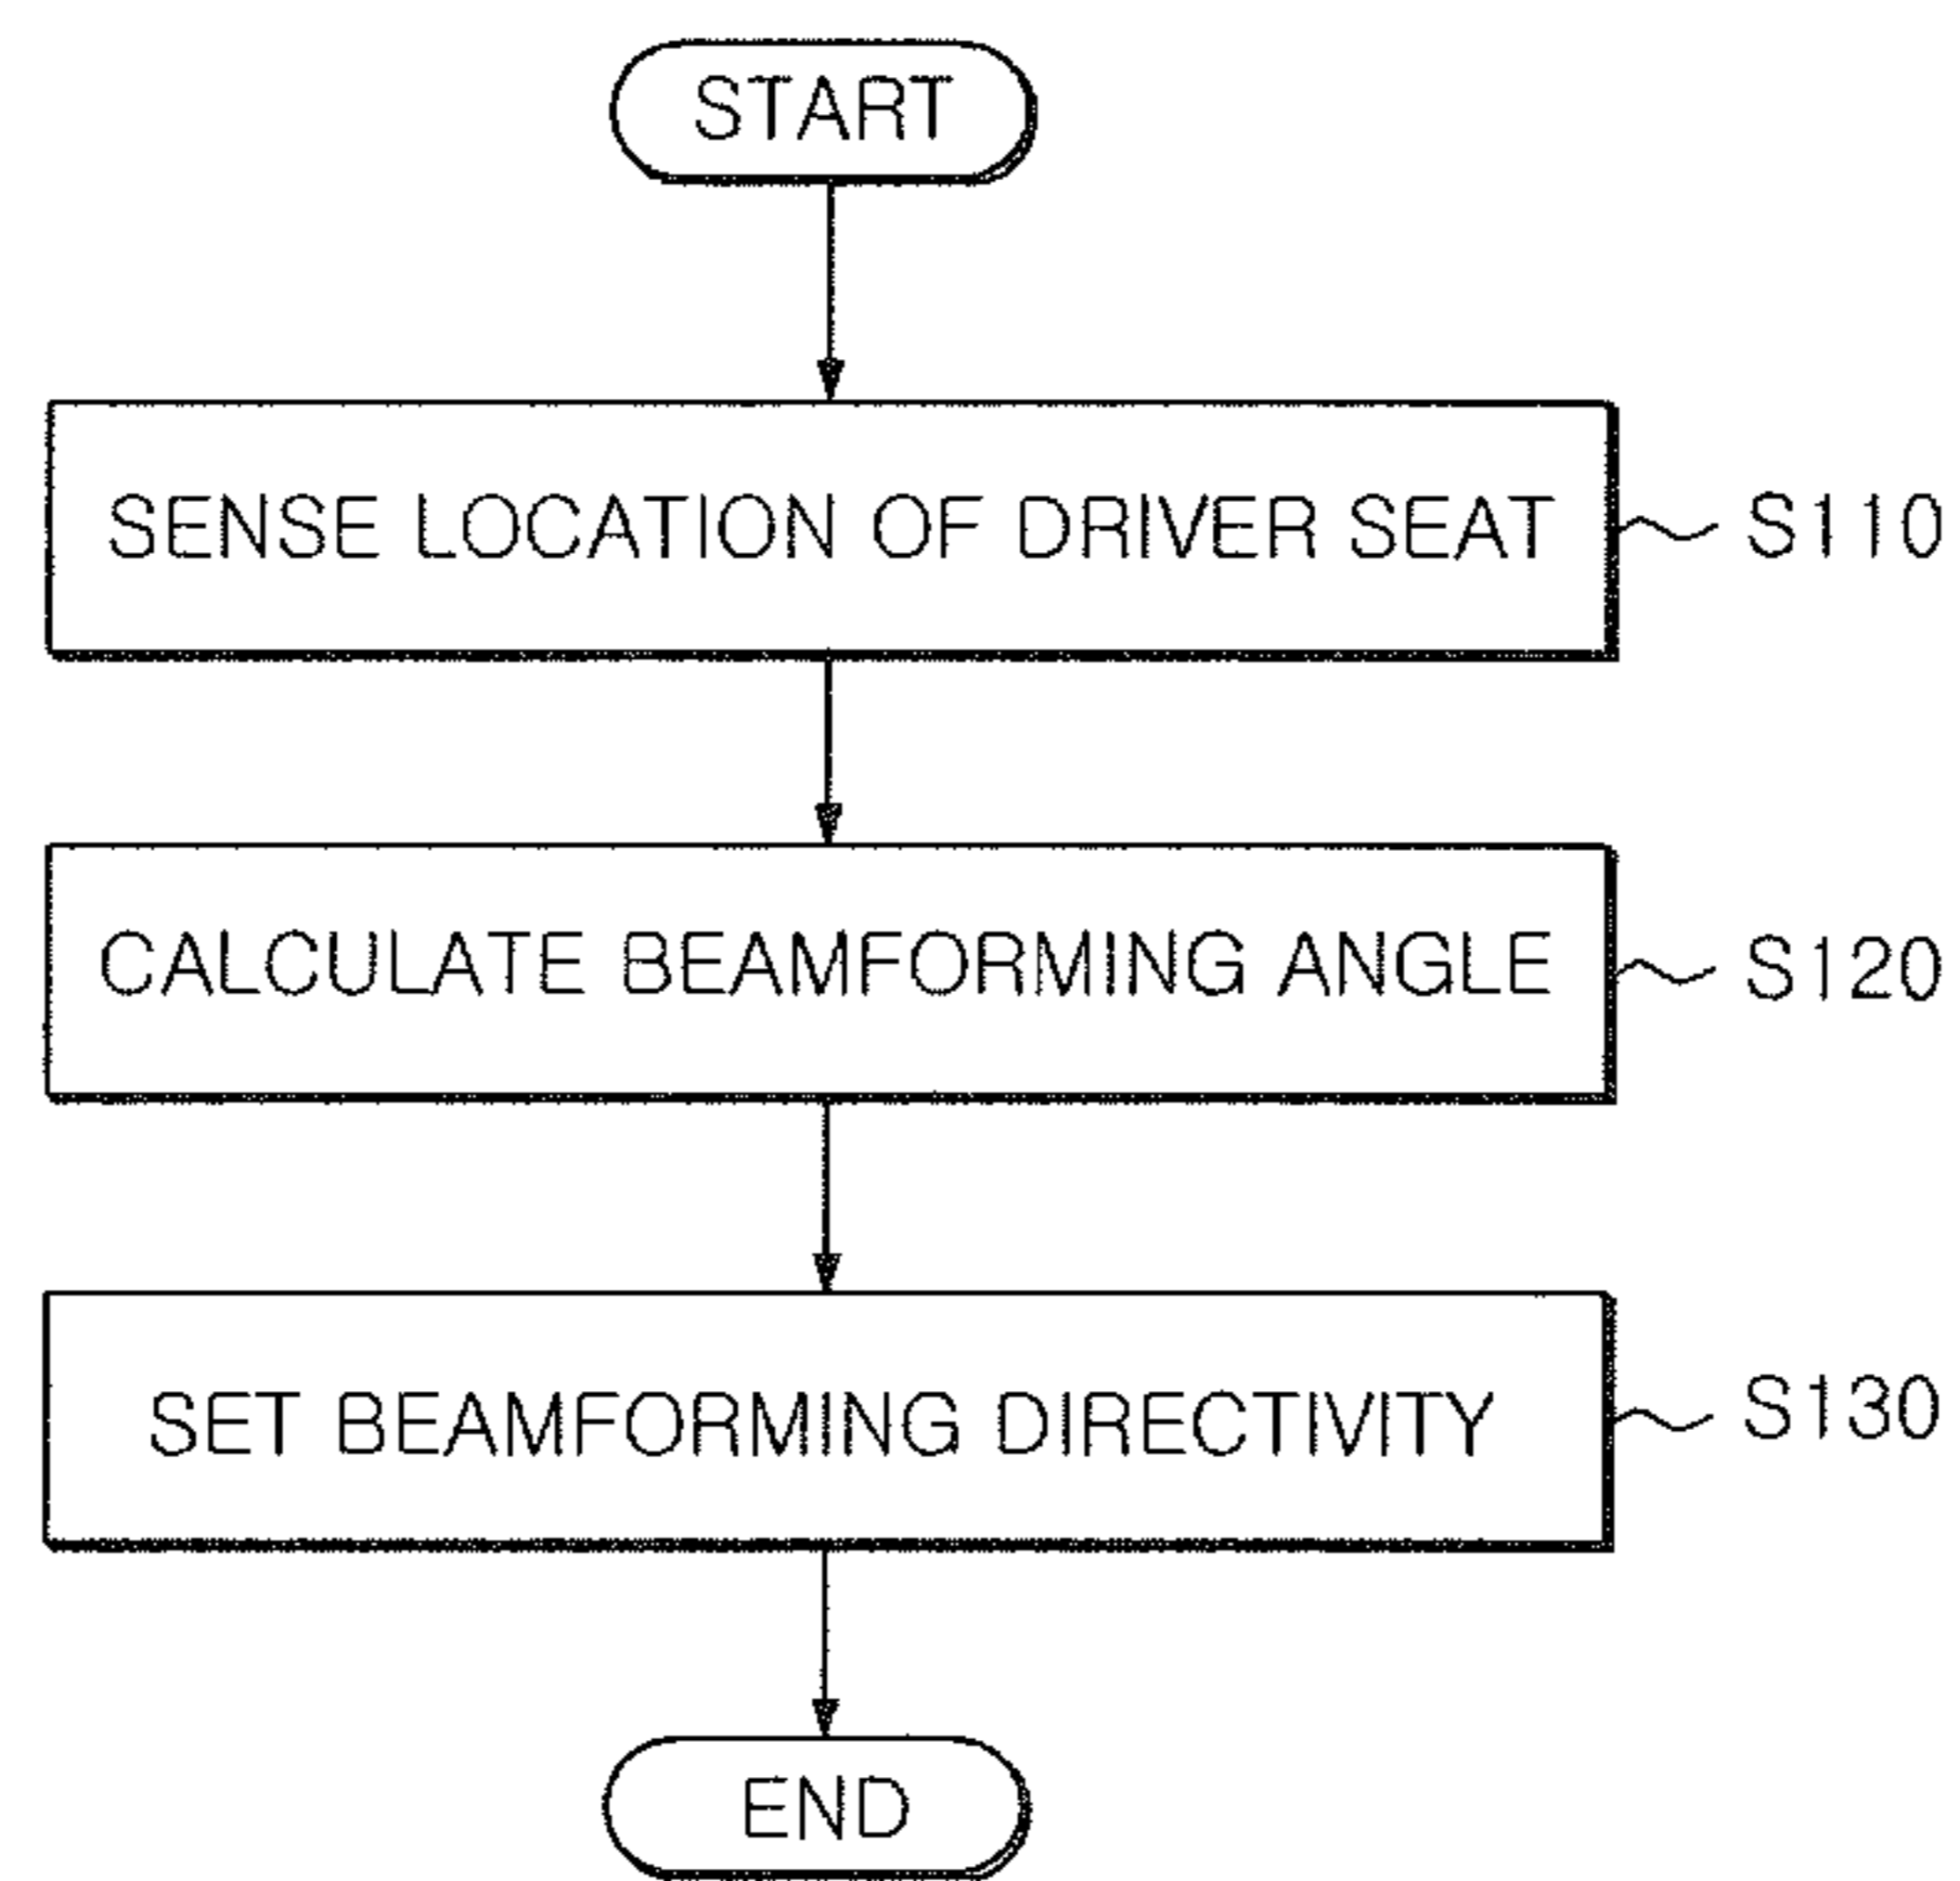 START
SENSE LOCATION OF DRIVER SEAT
S110
CALCULATE BEAMFORMING ANGLE
S120
SET BEAMFORMING DIRECTIVITY
S130
END